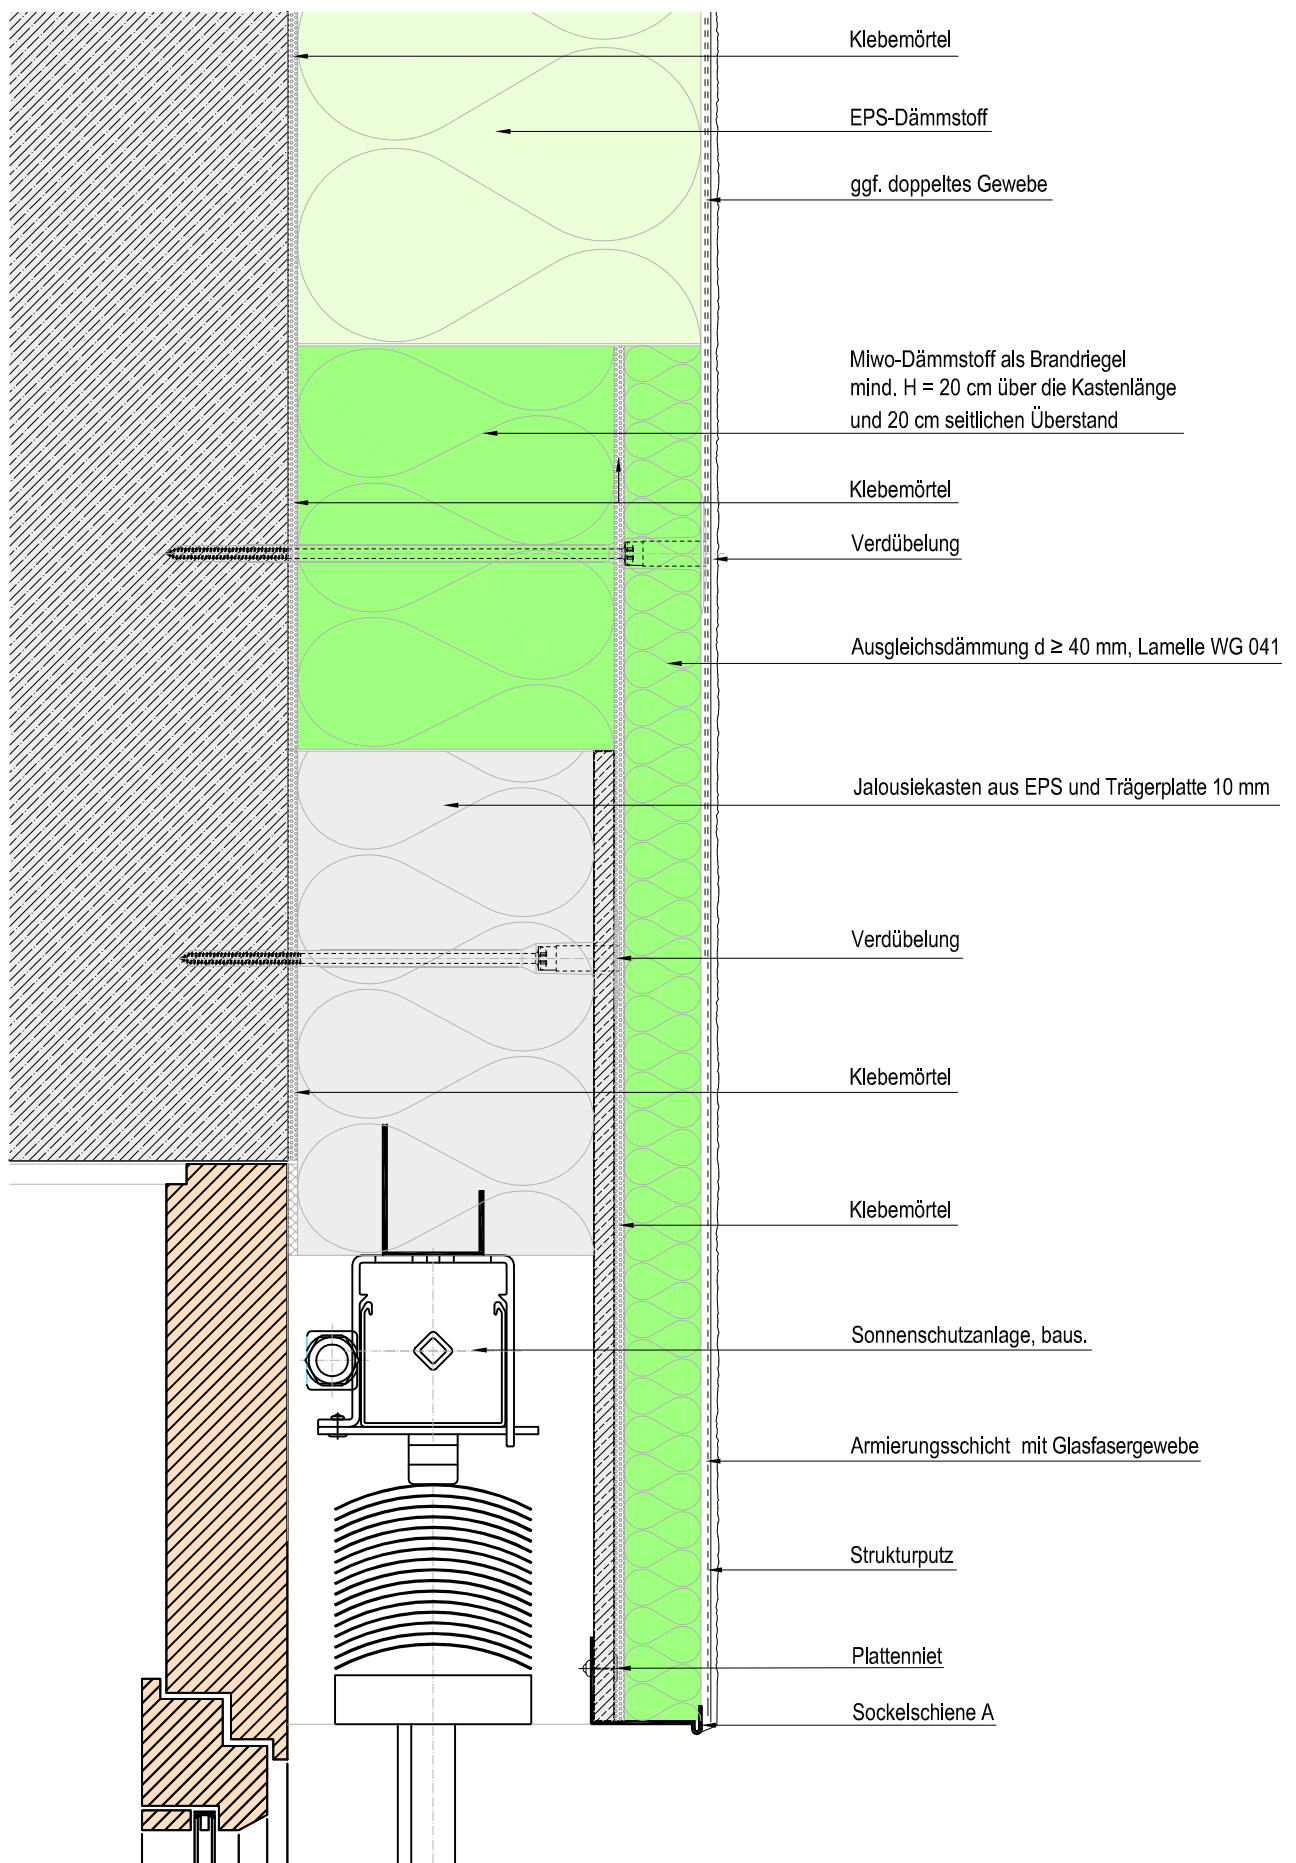 Klebemörtel
EPS-Dämmstoff
ggf. doppeltes Gewebe
Miwo-Dämmstoff als Brandriegel
mind. H = 20 cm über die Kastenlänge
und 20 cm seitlichen Überstand
Klebemörtel
Verdübelung
Ausgleichsdämmung d ≥ 40 mm, Lamelle WG 041
Jalousiekasten aus EPS und Trägerplatte 10 mm
Verdübelung
Klebemörtel
Klebemörtel
Sonnenschutzanlage, baus.
Armierungsschicht mit Glasfasergewebe
Strukturputz
Plattenniet
Sockelschiene A